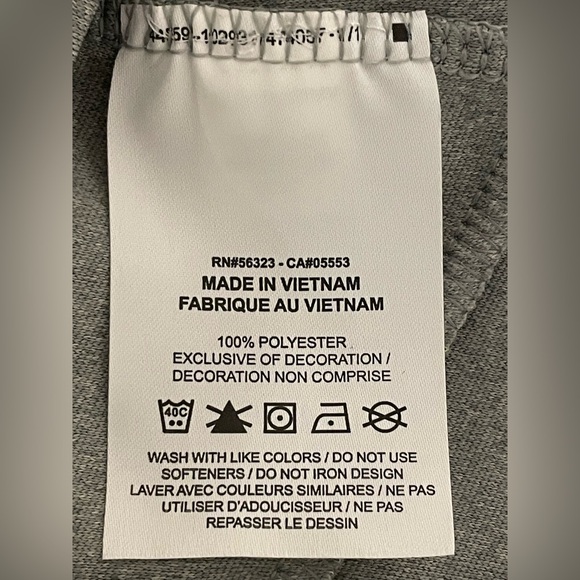 RN#56323 - CA#05553
MADE IN VIETNAM
FABRIQUE AU VIETNAM
100% POLYESTER
EXCLUSIVE OF DECORATION /
DECORATION NON COMPRISE
40C
WASH WITH LIKE COLORS / DO NOT USE
SOFTENERS / DO NOT IRON DESIGN
LAVER AVEC COULEURS SIMILAIRES / NE PAS
UTILISER D'ADOUCISSEUR / NE PAS
REPASSER LE DESSIN